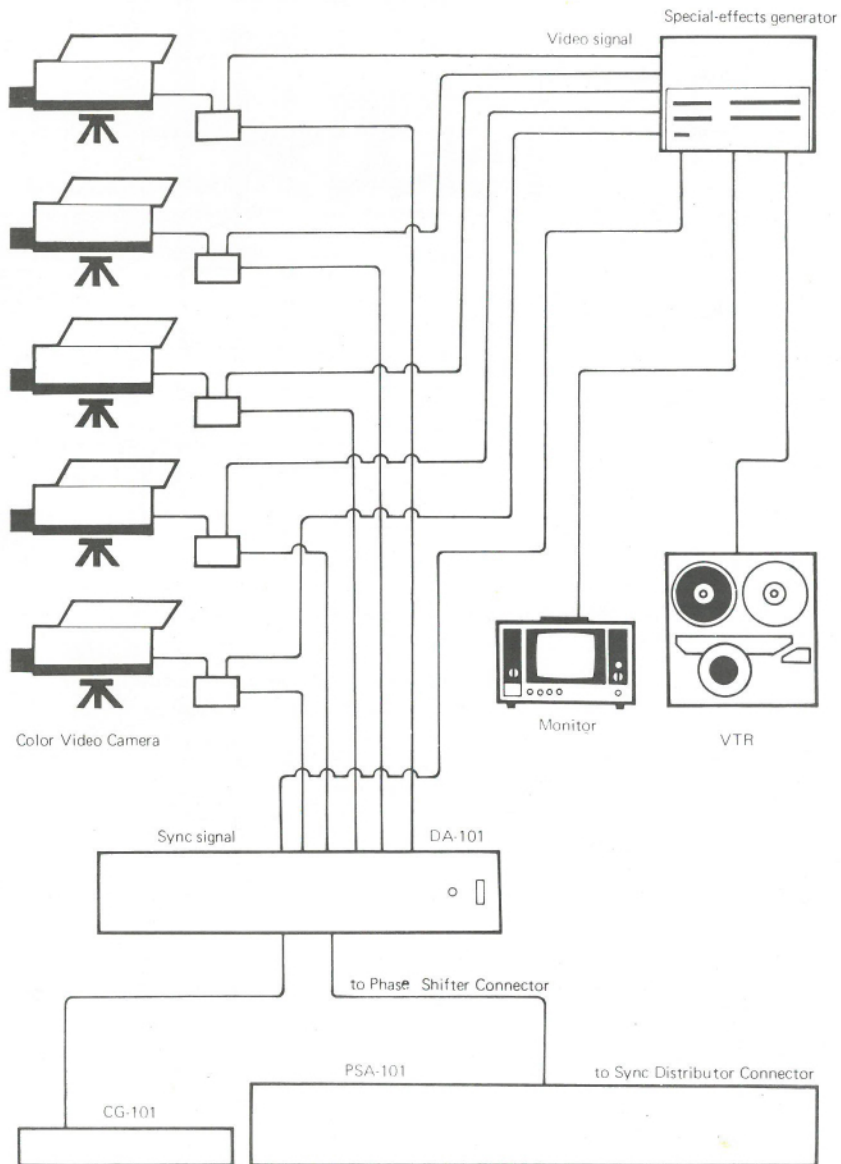 Special-effects generator
Video signal
Color Video Camera
Monitor
VTR
Sync signal
DA-101
to Phase Shifter Connector
PSA-101
to Sync Distributor Connector
CG-101